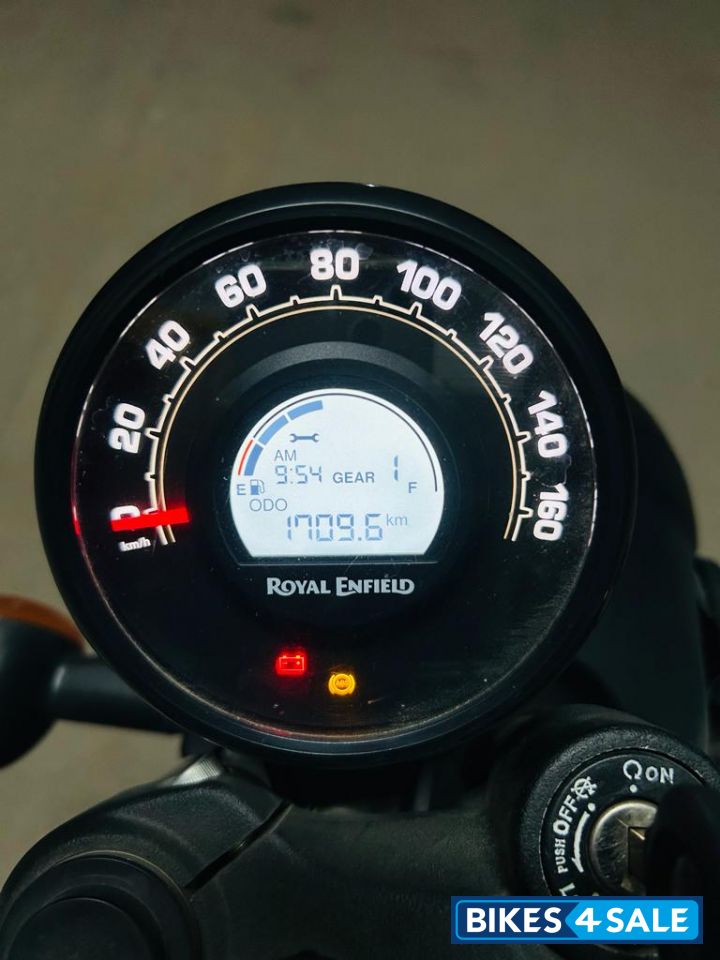 0 20 40 60 80 100 120 140 160
km/h
AM
9:54 GEAR 1
E F
ODO
1709.6 km
ROYAL ENFIELD
ON
OFF
PUSH
BIKES4SALE